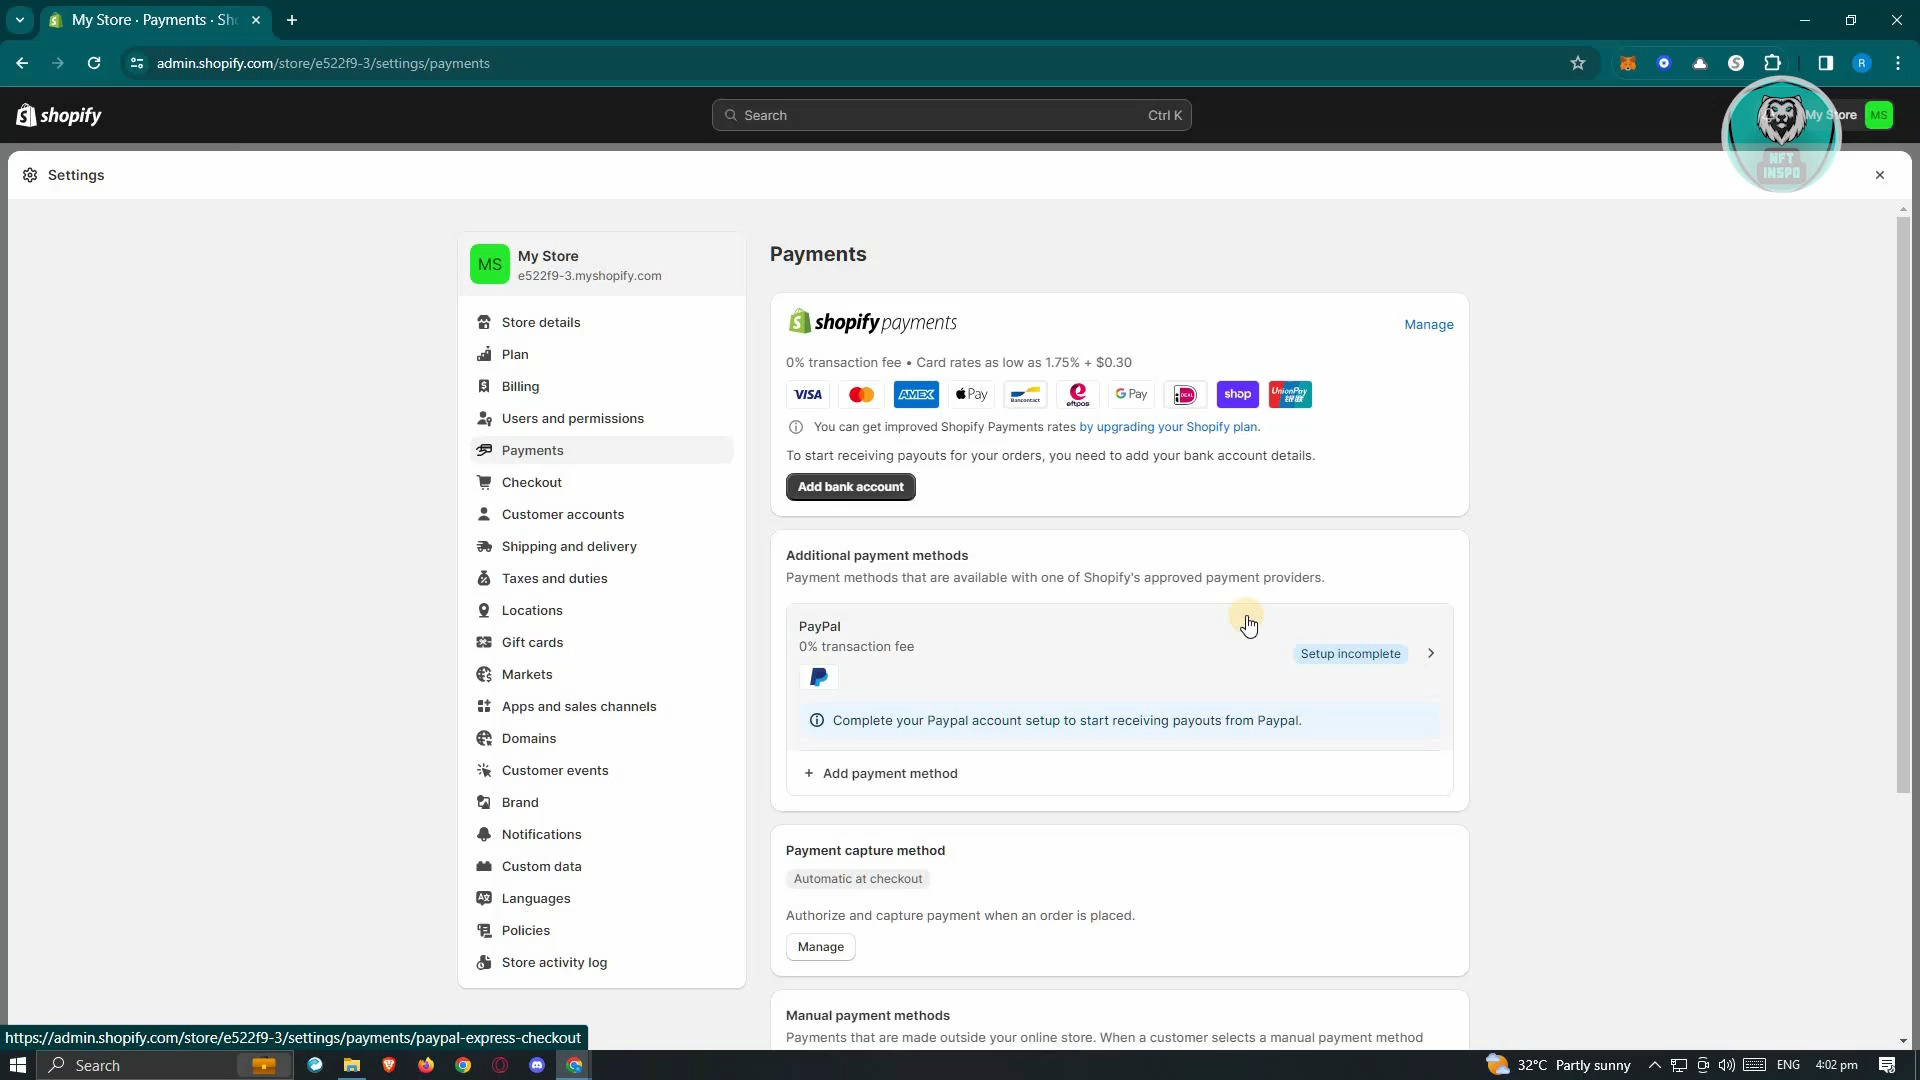 My Store · Payments · Sh
admin.shopify.com/store/e522f9-3/settings/payments
R
shopify
Search
Ctrl K
My Store
MS
NFT
INSPO
Settings
MS
My Store
e522f9-3.myshopify.com
Store details
Plan
Billing
Users and permissions
Payments
Checkout
Customer accounts
Shipping and delivery
Taxes and duties
Locations
Gift cards
Markets
Apps and sales channels
Domains
Customer events
Brand
Notifications
Custom data
Languages
Policies
Store activity log
Payments
shopify payments
Manage
0% transaction fee • Card rates as low as 1.75% + $0.30
VISA
AMEX
Pay
Bancontact
eftpos
G Pay
iDEAL
shop
UnionPay
银联
You can get improved Shopify Payments rates by upgrading your Shopify plan.
To start receiving payouts for your orders, you need to add your bank account details.
Add bank account
Additional payment methods
Payment methods that are available with one of Shopify's approved payment providers.
PayPal
0% transaction fee
Setup incomplete
Complete your Paypal account setup to start receiving payouts from Paypal.
+ Add payment method
Payment capture method
Automatic at checkout
Authorize and capture payment when an order is placed.
Manage
Manual payment methods
Payments that are made outside your online store. When a customer selects a manual payment method
https://admin.shopify.com/store/e522f9-3/settings/payments/paypal-express-checkout
Search
32°C Partly sunny
ENG
4:02 pm